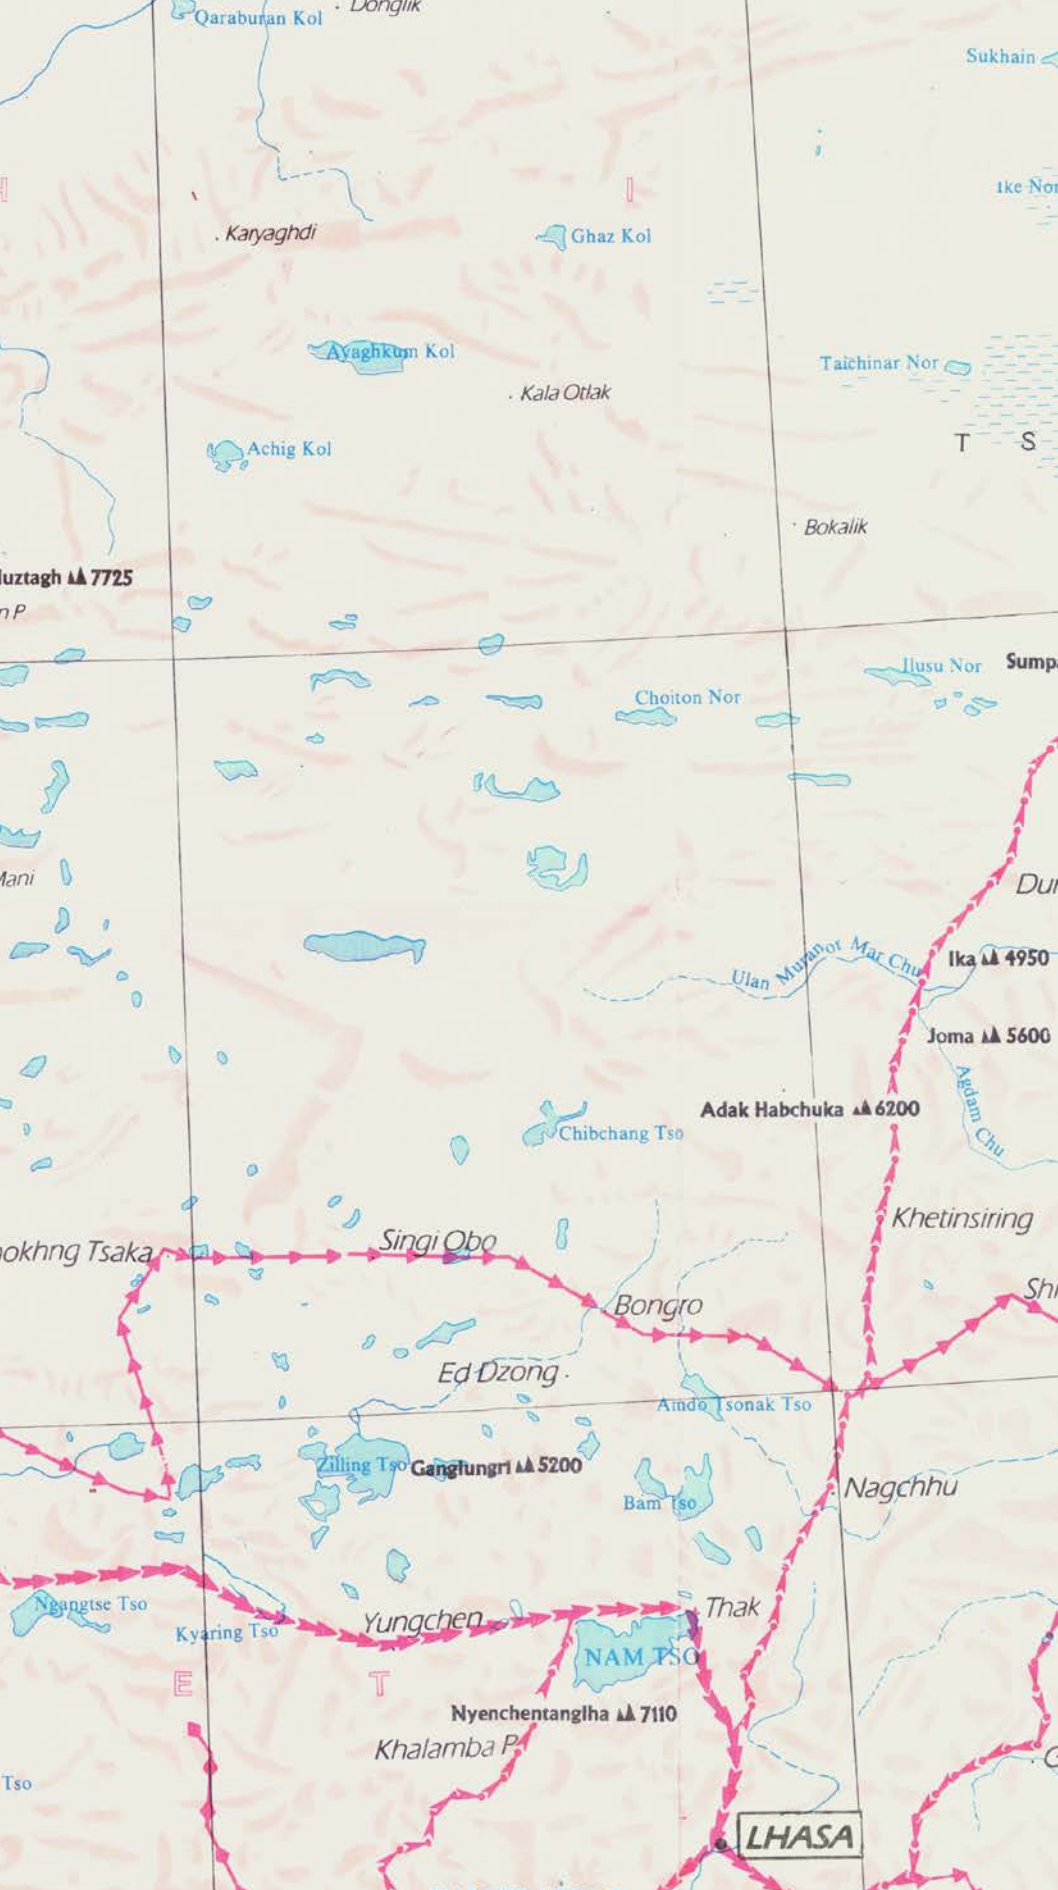 Donglik
Qaraburan Kol
Sukhain
Ike Nor
I
Karyaghdi
Ghaz Kol
Ayaghkum Kol
Taichinar Nor
Kala Otlak
T S
Achig Kol
Bokalik
uztagh 7725
n P
Ilusu Nor
Sump
Choiton Nor
Mani
Dur
Ulan Muran or Mar Chu
Ika 4950
Joma 5600
Agdam Chu
Adak Habchuka 6200
Chibchang Tso
Khetinsiring
Singi Obo
okhng Tsaka
Shi
Bongro
Ed Dzong
Amdo Tsonak Tso
Zilling Tso
Ganglungri 5200
Nagchhu
Bam Tso
Ngangtse Tso
Thak
Yungchen
Kyaring Tso
NAM TSO
E T
Nyenchentanglha 7110
Khalamba P
Tso
LHASA